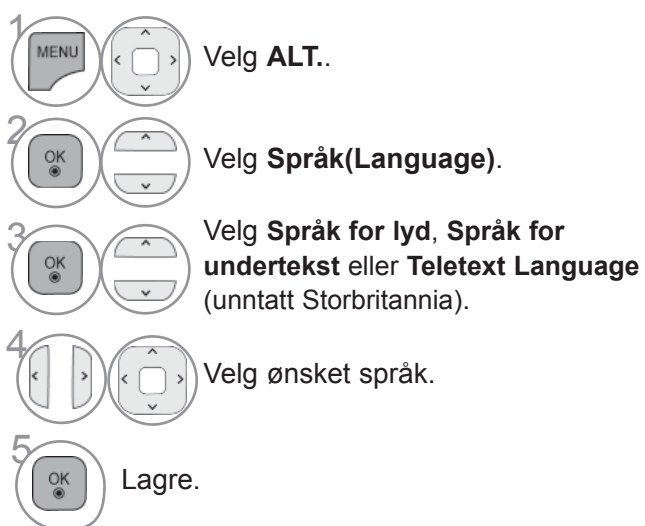 1
MENU
Velg ALT..
2
OK
Velg Språk(Language).
3
OK
Velg Språk for lyd, Språk for
undertekst eller Teletext Language
(unntatt Storbritannia).
4
Velg ønsket språk.
5
OK
Lagre.